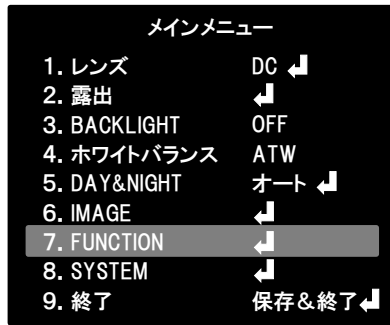 メインメニュー
1. レンズ DC ↲
2. 露出 ↲
3. BACKLIGHT OFF
4. ホワイトバランス ATW
5. DAY&NIGHT オート ↲
6. IMAGE ↲
7. FUNCTION ↲
8. SYSTEM ↲
9. 終了 保存&終了↲